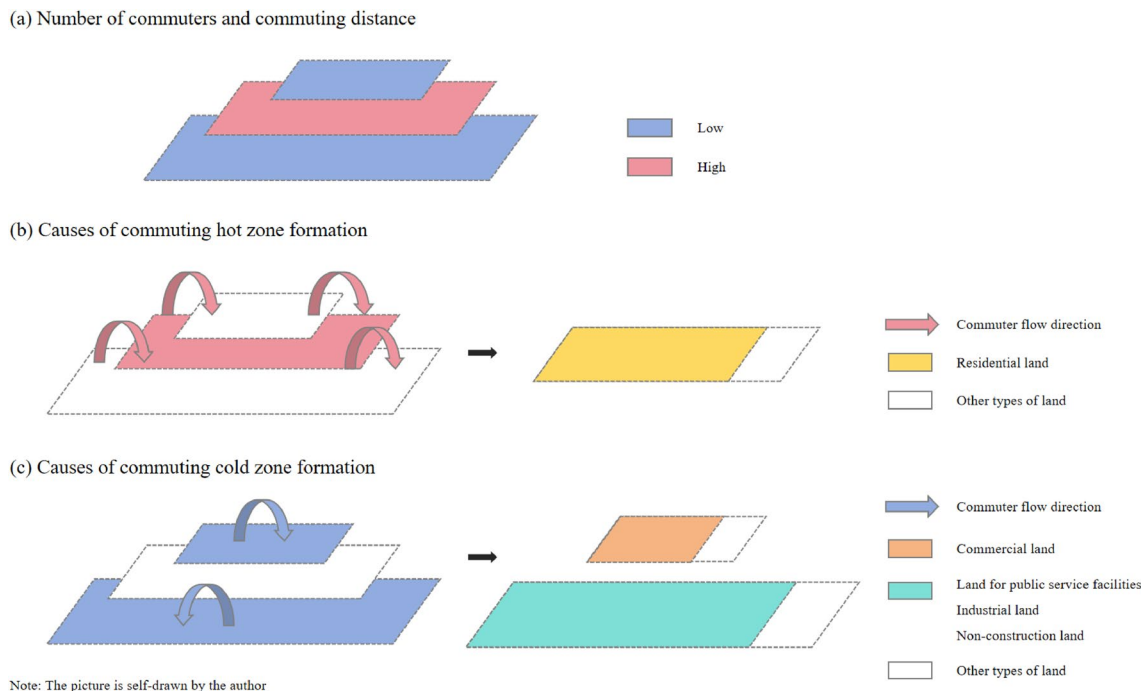 (a) Number of commuters and commuting distance
Low
High
(b) Causes of commuting hot zone formation
Commuter flow direction
Residential land
Other types of land
(c) Causes of commuting cold zone formation
Commuter flow direction
Commercial land
Land for public service facilities
Industrial land
Non-construction land
Other types of land
Note: The picture is self-drawn by the author